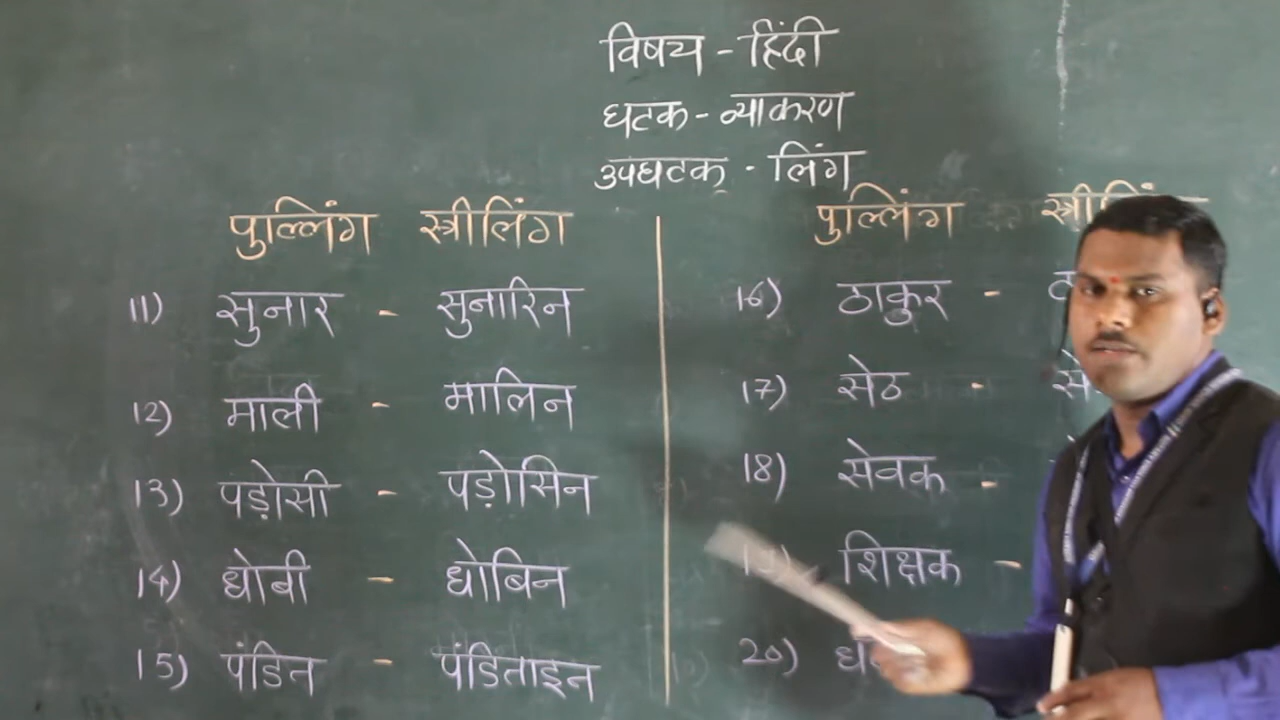 विषय - हिंदी
घटक - व्याकरण
उपघटक - लिंग
पुल्लिंग स्त्रीलिंग
11) सुनार - सुनारिन
12) माली - मालिन
13) पड़ोसी - पड़ोसिन
14) धोबी - धोबिन
15) पंडित - पंडिताइन
पुल्लिंग
16) ठाकुर -
17) सेठ -
18) सेवक -
शिक्षक -
20)